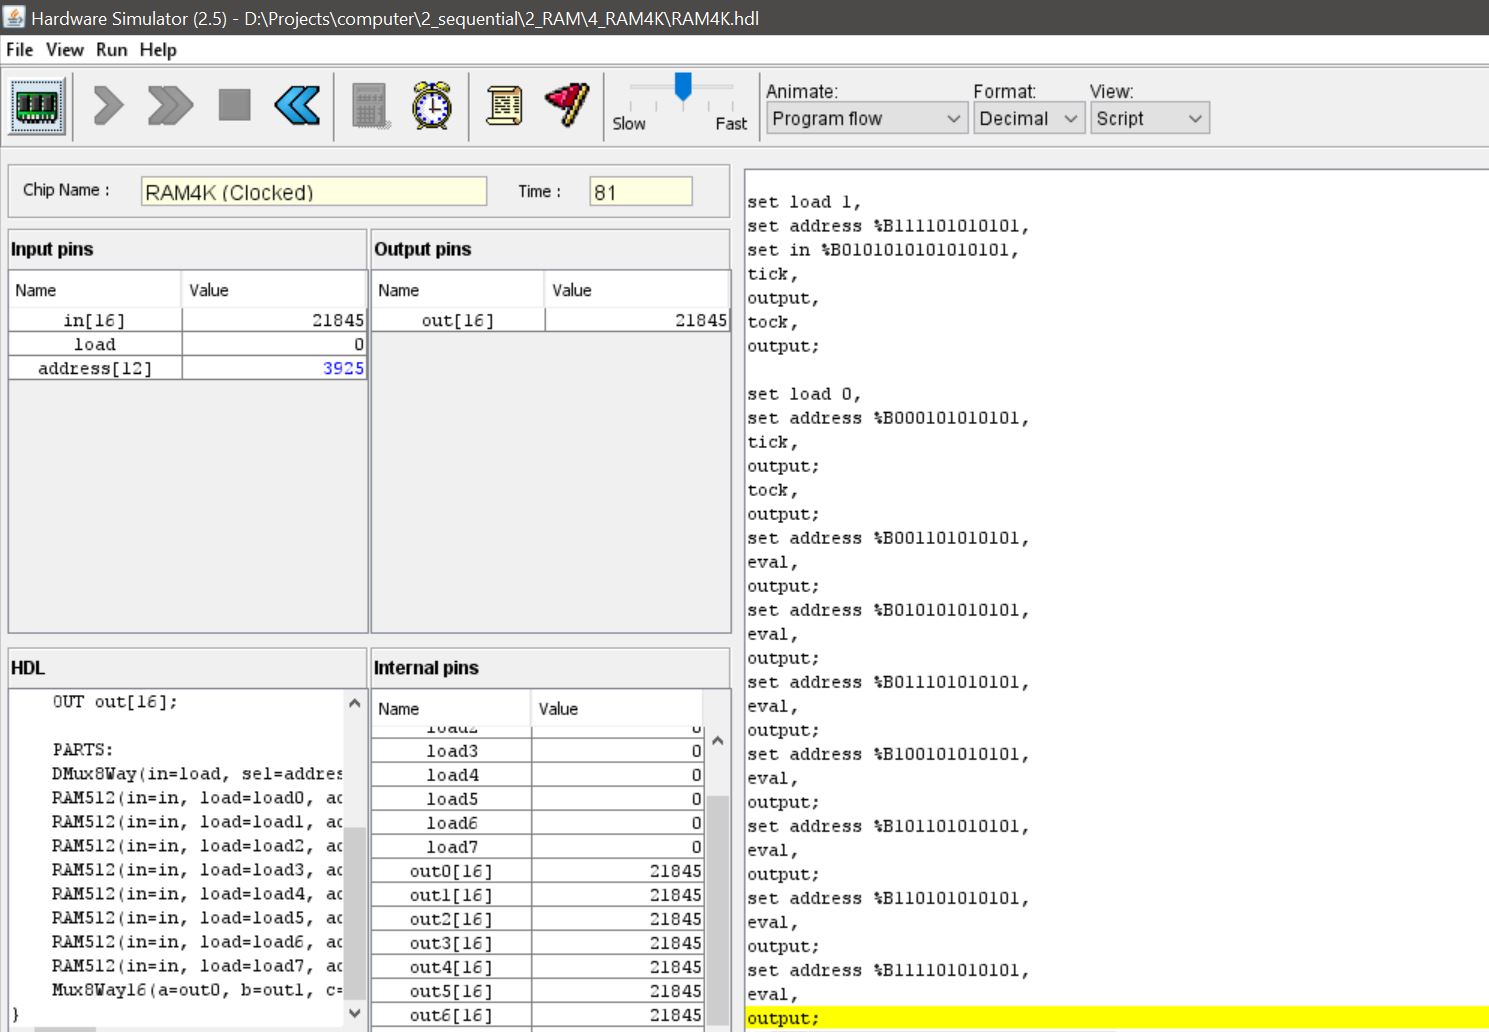 Hardware Simulator (2.5) - D:\Projects\computer\2_sequential\2_RAM\4_RAM4K\RAM4K.hdl
File View Run Help
Slow Fast
Animate:
Program flow
Format:
Decimal
View:
Script
Chip Name :
RAM4K (Clocked)
Time :
81
Input pins
Name Value
in[16] 21845
load 0
address[12] 3925
Output pins
Name Value
out[16] 21845
HDL
OUT out[16];
PARTS:
DMux8Way(in=load, sel=addres
RAM512(in=in, load=load0, ad
RAM512(in=in, load=load1, ad
RAM512(in=in, load=load2, ad
RAM512(in=in, load=load3, ad
RAM512(in=in, load=load4, ad
RAM512(in=in, load=load5, ad
RAM512(in=in, load=load6, ad
RAM512(in=in, load=load7, ad
Mux8Way16(a=out0, b=out1, c=
}
Internal pins
Name Value
load2 0
load3 0
load4 0
load5 0
load6 0
load7 0
out0[16] 21845
out1[16] 21845
out2[16] 21845
out3[16] 21845
out4[16] 21845
out5[16] 21845
out6[16] 21845
set load 1,
set address %B111101010101,
set in %B0101010101010101,
tick,
output,
tock,
output;
set load 0,
set address %B000101010101,
tick,
output;
tock,
output;
set address %B001101010101,
eval,
output;
set address %B010101010101,
eval,
output;
set address %B011101010101,
eval,
output;
set address %B100101010101,
eval,
output;
set address %B101101010101,
eval,
output;
set address %B110101010101,
eval,
output;
set address %B111101010101,
eval,
output;